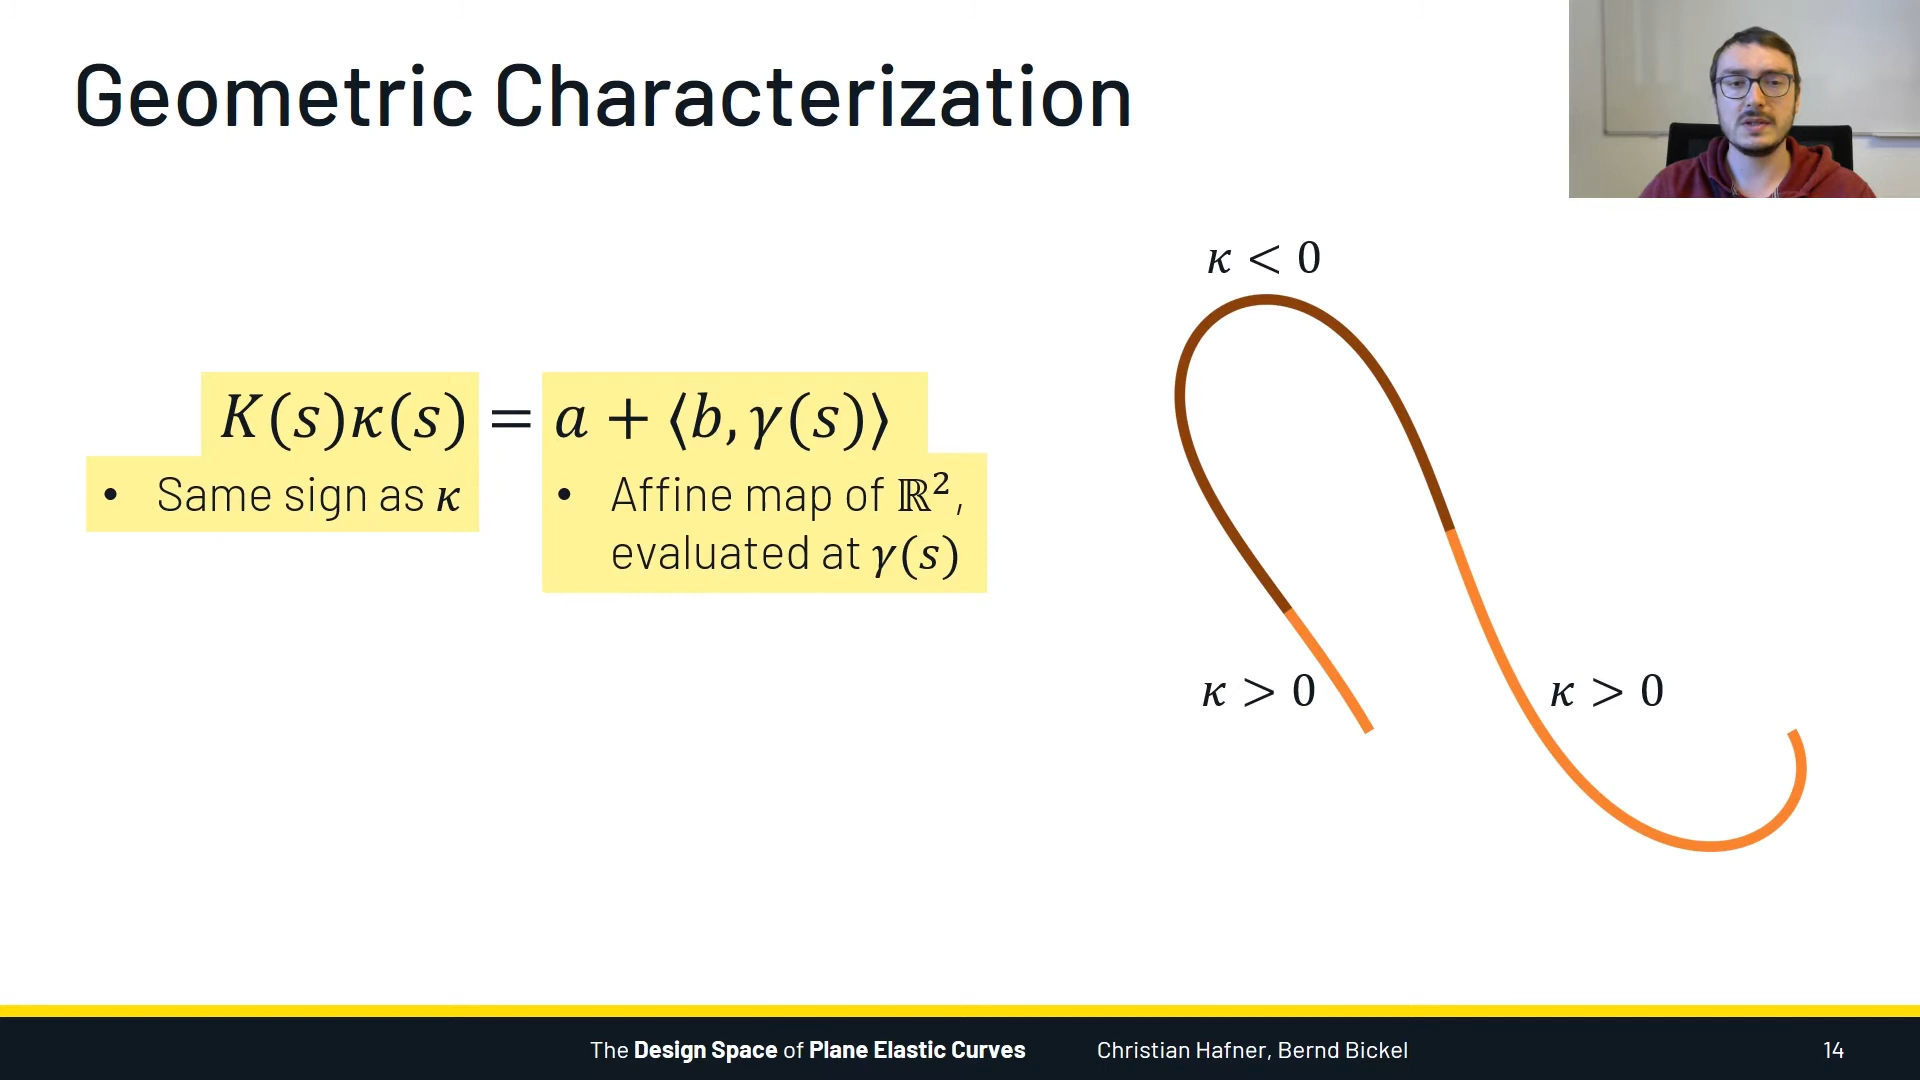 Geometric Characterization
K(s)κ(s) = a + ⟨b, γ(s)⟩
• Same sign as κ
• Affine map of ℝ²,
evaluated at γ(s)
κ < 0
κ > 0
κ > 0
The Design Space of Plane Elastic Curves
Christian Hafner, Bernd Bickel
14